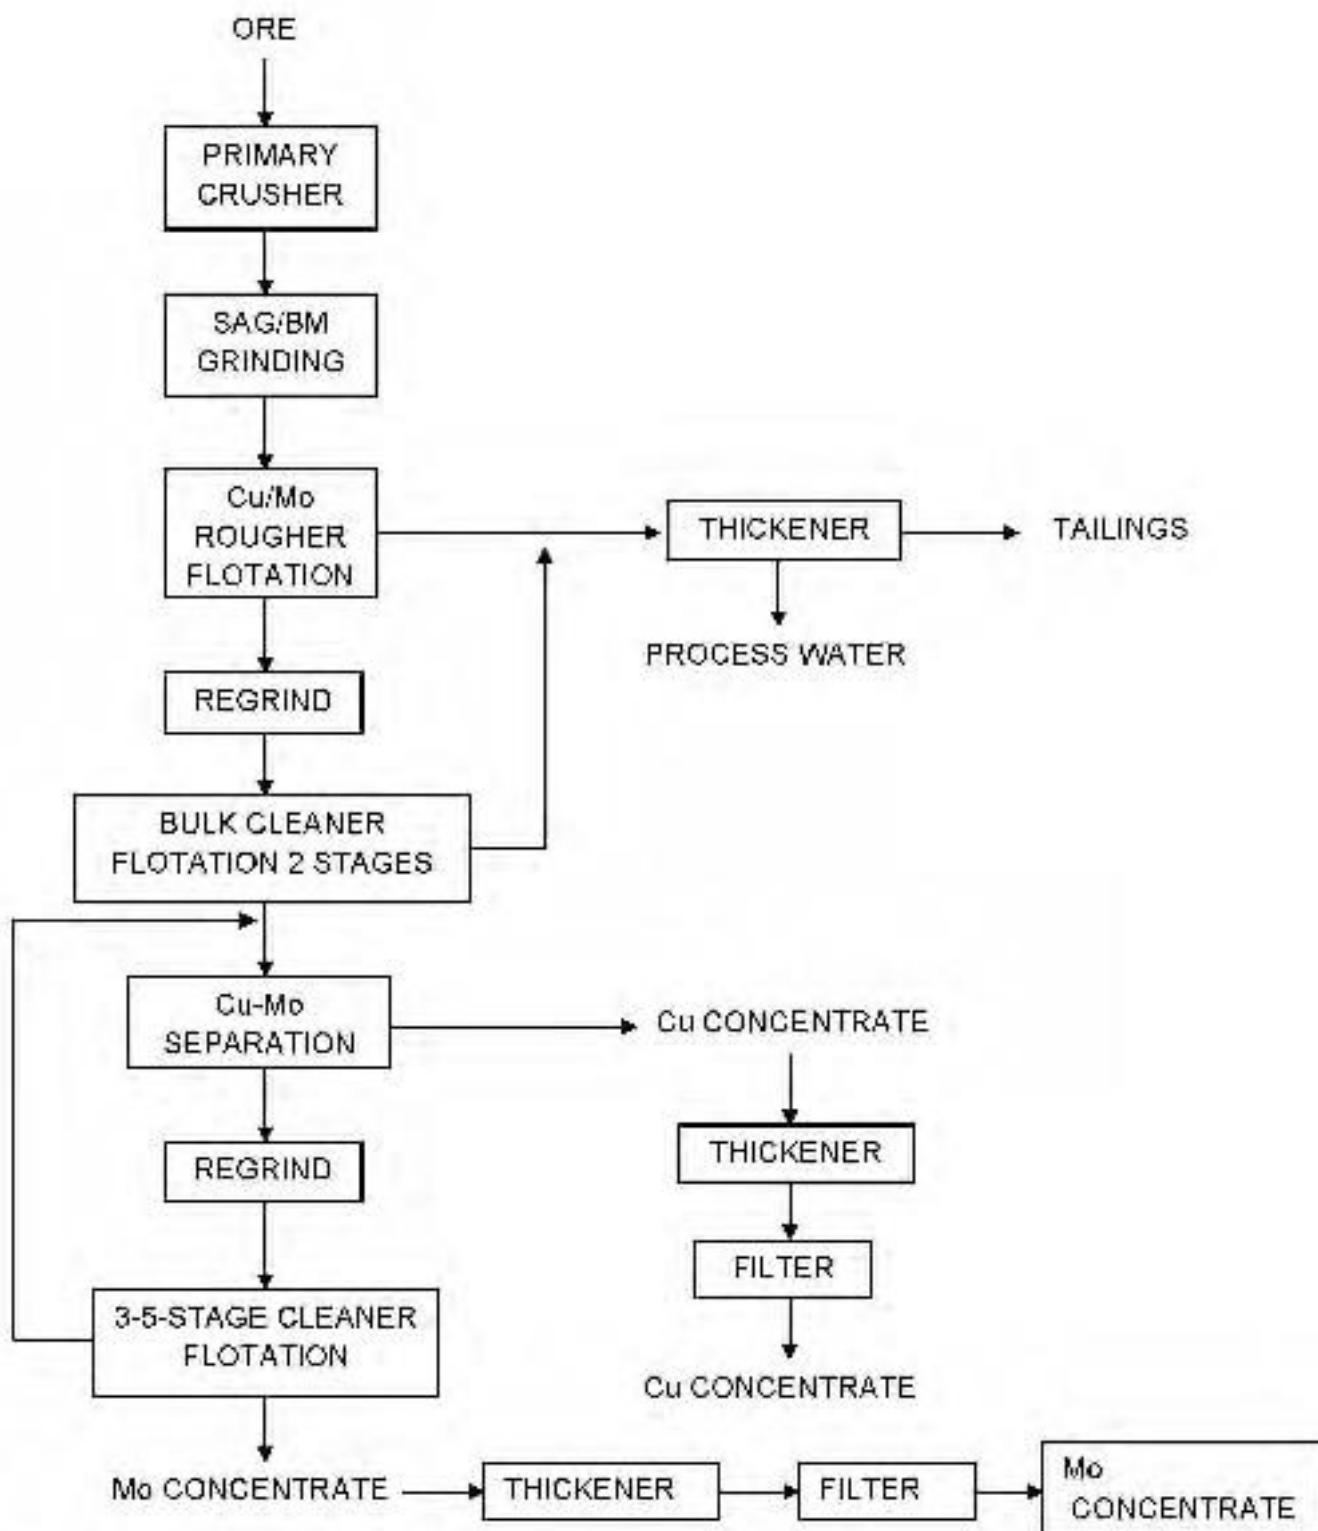 ORE
PRIMARY
CRUSHER
SAG/BM
GRINDING
Cu/Mo
ROUGHER
FLOTATION
THICKENER
TAILINGS
PROCESS WATER
REGRIND
BULK CLEANER
FLOTATION 2 STAGES
Cu-Mo
SEPARATION
Cu CONCENTRATE
REGRIND
THICKENER
FILTER
3-5-STAGE CLEANER
FLOTATION
Cu CONCENTRATE
Mo CONCENTRATE
THICKENER
FILTER
Mo
CONCENTRATE